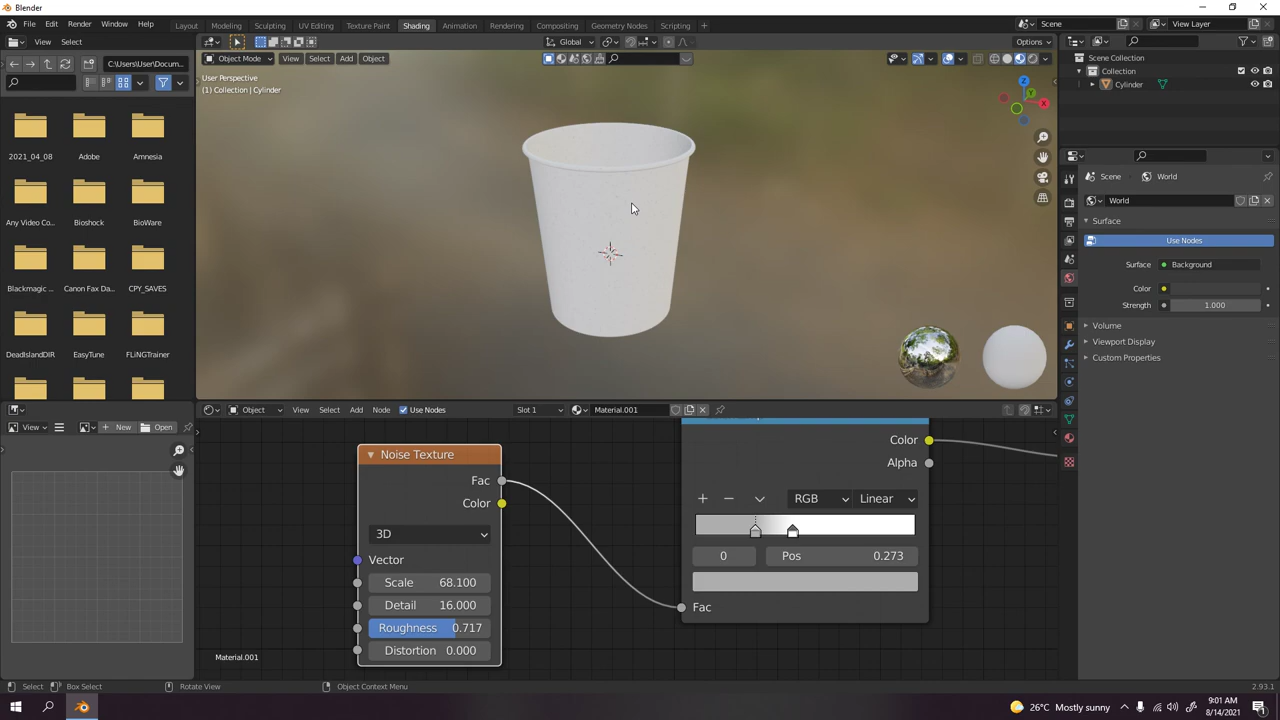 Blender
File Edit Render Window Help Layout Modeling Sculpting UV Editing Texture Paint Shading Animation Rendering Compositing Geometry Nodes Scripting + Scene View Layer
View Select Global Options
C:\Users\User\Docum... Object Mode View Select Add Object
User Perspective
(1) Collection | Cylinder
Scene Collection
Collection
Cylinder
Z
Y
X
2021_04_08 Adobe Amnesia
Any Video Co... Bioshock BioWare
Blackmagic ... Canon Fax Da... CPY_SAVES
DeadIslandDIR EasyTune FLiNGTrainer
Scene World
World
Surface
Use Nodes
Surface Background
Color
Strength 1.000
Volume
Viewport Display
Custom Properties
View New Open
Object View Select Add Node Use Nodes Slot 1 Material.001
Noise Texture
Fac
Color
3D
Vector
Scale 68.100
Detail 16.000
Roughness 0.717
Distortion 0.000
Color
Alpha
RGB Linear
0 Pos 0.273
Fac
Material.001
Select Box Select Rotate View Object Context Menu 2.93.1
26°C Mostly sunny 9:01 AM
8/14/2021